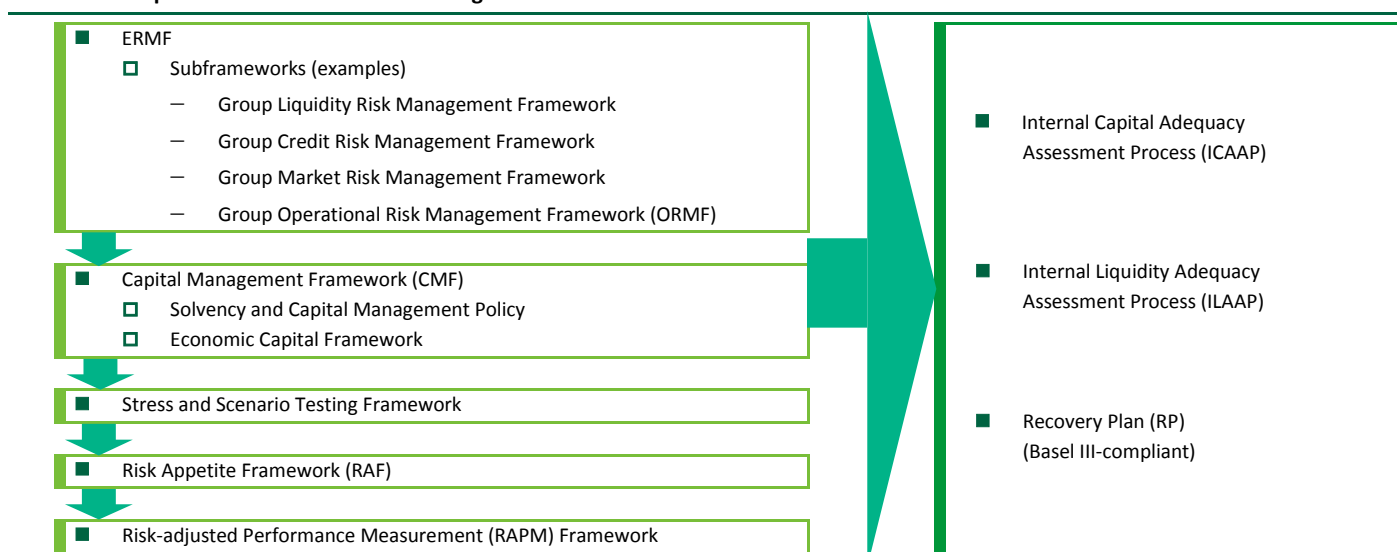 ERMF
Subframeworks (examples)
— Group Liquidity Risk Management Framework
— Group Credit Risk Management Framework
— Group Market Risk Management Framework
— Group Operational Risk Management Framework (ORMF)
Capital Management Framework (CMF)
Solvency and Capital Management Policy
Economic Capital Framework
Stress and Scenario Testing Framework
Risk Appetite Framework (RAF)
Risk-adjusted Performance Measurement (RAPM) Framework
Internal Capital Adequacy
Assessment Process (ICAAP)
Internal Liquidity Adequacy
Assessment Process (ILAAP)
Recovery Plan (RP)
(Basel III-compliant)